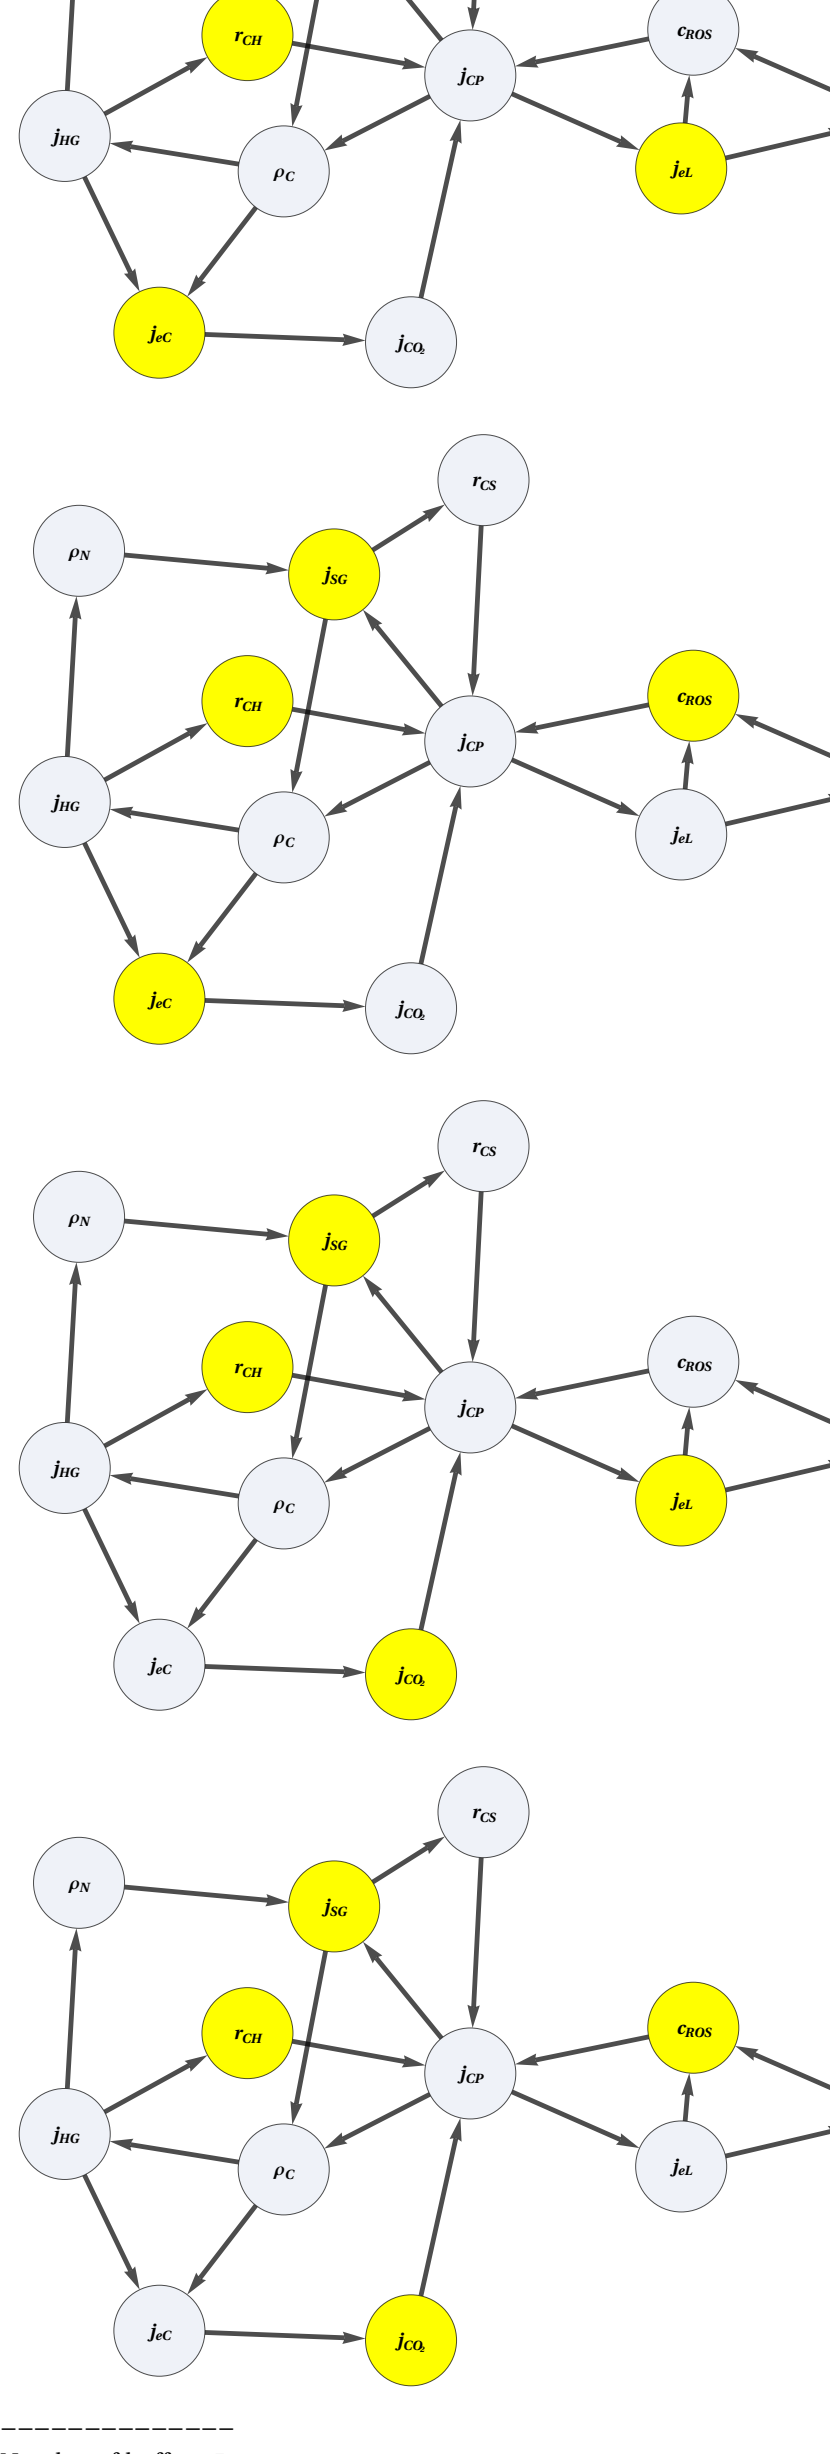 r_CH
c_ROS
j_CP
j_HG
ρ_C
j_eL
j_eC
j_CO₂
r_CS
ρ_N
j_SG
r_CH
c_ROS
j_CP
j_HG
ρ_C
j_eL
j_eC
j_CO₂
r_CS
ρ_N
j_SG
r_CH
c_ROS
j_CP
j_HG
ρ_C
j_eL
j_eC
j_CO₂
r_CS
ρ_N
j_SG
r_CH
c_ROS
j_CP
j_HG
ρ_C
j_eL
j_eC
j_CO₂
--------------